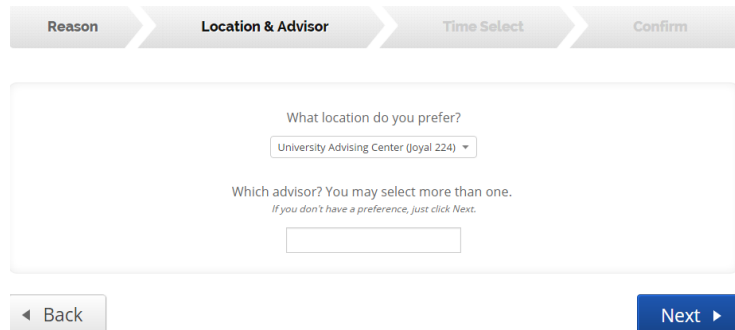 Reason Location & Advisor Time Select Confirm
What location do you prefer?
University Advising Center (Joyal 224)
Which advisor? You may select more than one.
If you don't have a preference, just click Next.
Back Next